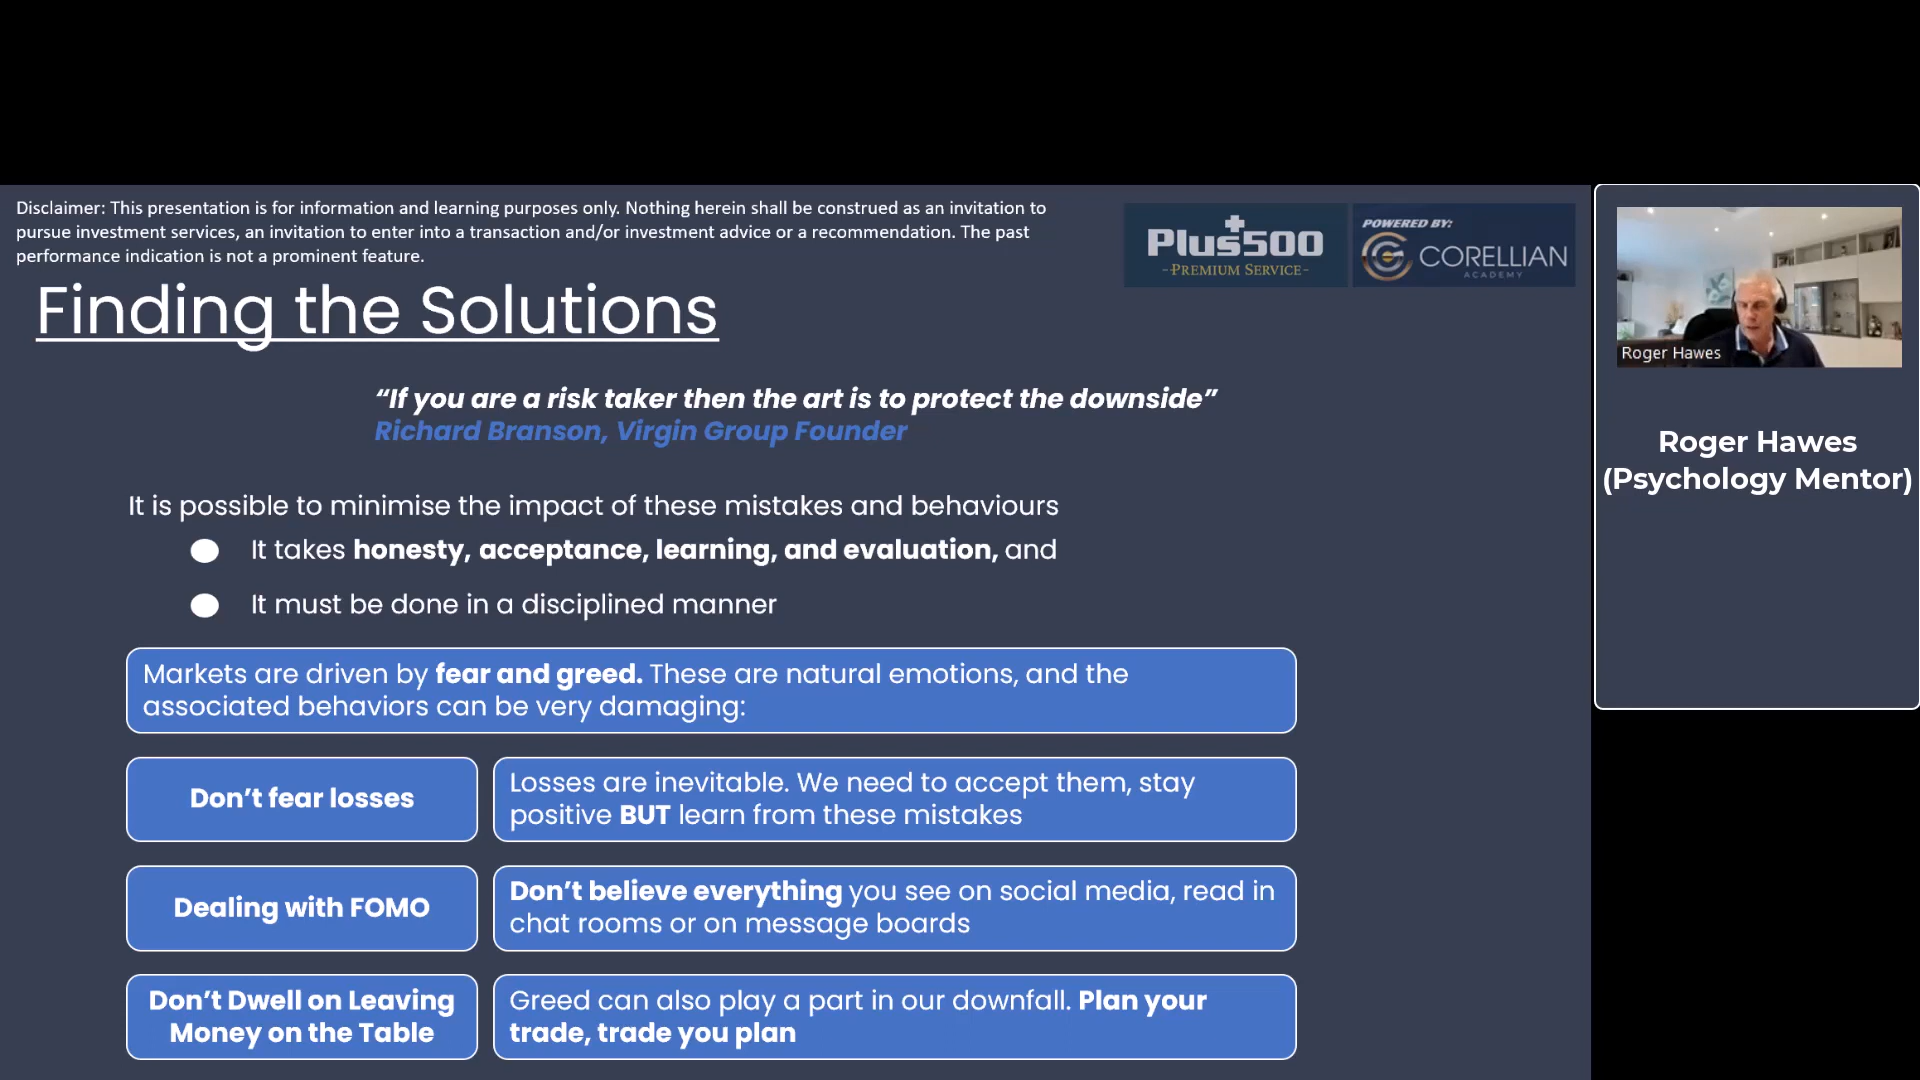 Disclaimer: This presentation is for information and learning purposes only. Nothing herein shall be construed as an invitation to
pursue investment services, an invitation to enter into a transaction and/or investment advice or a recommendation. The past
performance indication is not a prominent feature.
Plus500
-PREMIUM SERVICE-
POWERED BY:
CORELLIAN
ACADEMY
Finding the Solutions
“If you are a risk taker then the art is to protect the downside”
Richard Branson, Virgin Group Founder
It is possible to minimise the impact of these mistakes and behaviours
It takes honesty, acceptance, learning, and evaluation, and
It must be done in a disciplined manner
Markets are driven by fear and greed. These are natural emotions, and the
associated behaviors can be very damaging:
Don’t fear losses
Losses are inevitable. We need to accept them, stay
positive BUT learn from these mistakes
Dealing with FOMO
Don’t believe everything you see on social media, read in
chat rooms or on message boards
Don’t Dwell on Leaving
Money on the Table
Greed can also play a part in our downfall. Plan your
trade, trade you plan
Roger Hawes
Roger Hawes
(Psychology Mentor)